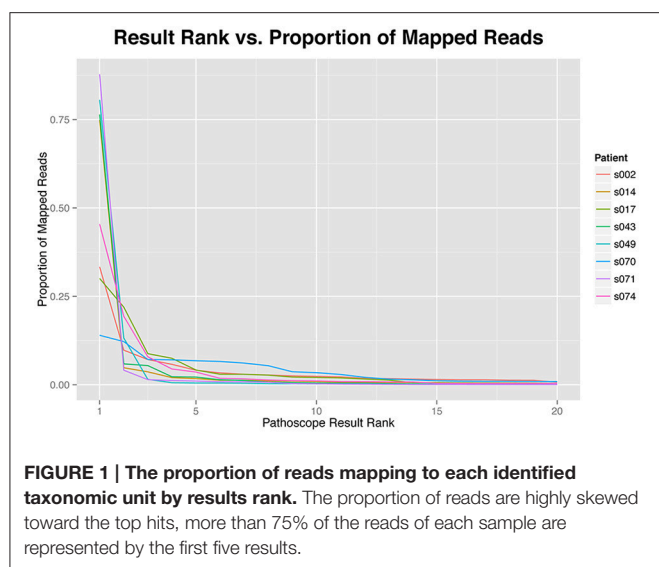 Result Rank vs. Proportion of Mapped Reads
Proportion of Mapped Reads
0.75
0.50
0.25
0.00
1
5
10
15
20
Pathoscope Result Rank
Patient
s002
s014
s017
s043
s049
s070
s071
s074
FIGURE 1 | The proportion of reads mapping to each identified
taxonomic unit by results rank. The proportion of reads are highly skewed
toward the top hits, more than 75% of the reads of each sample are
represented by the first five results.